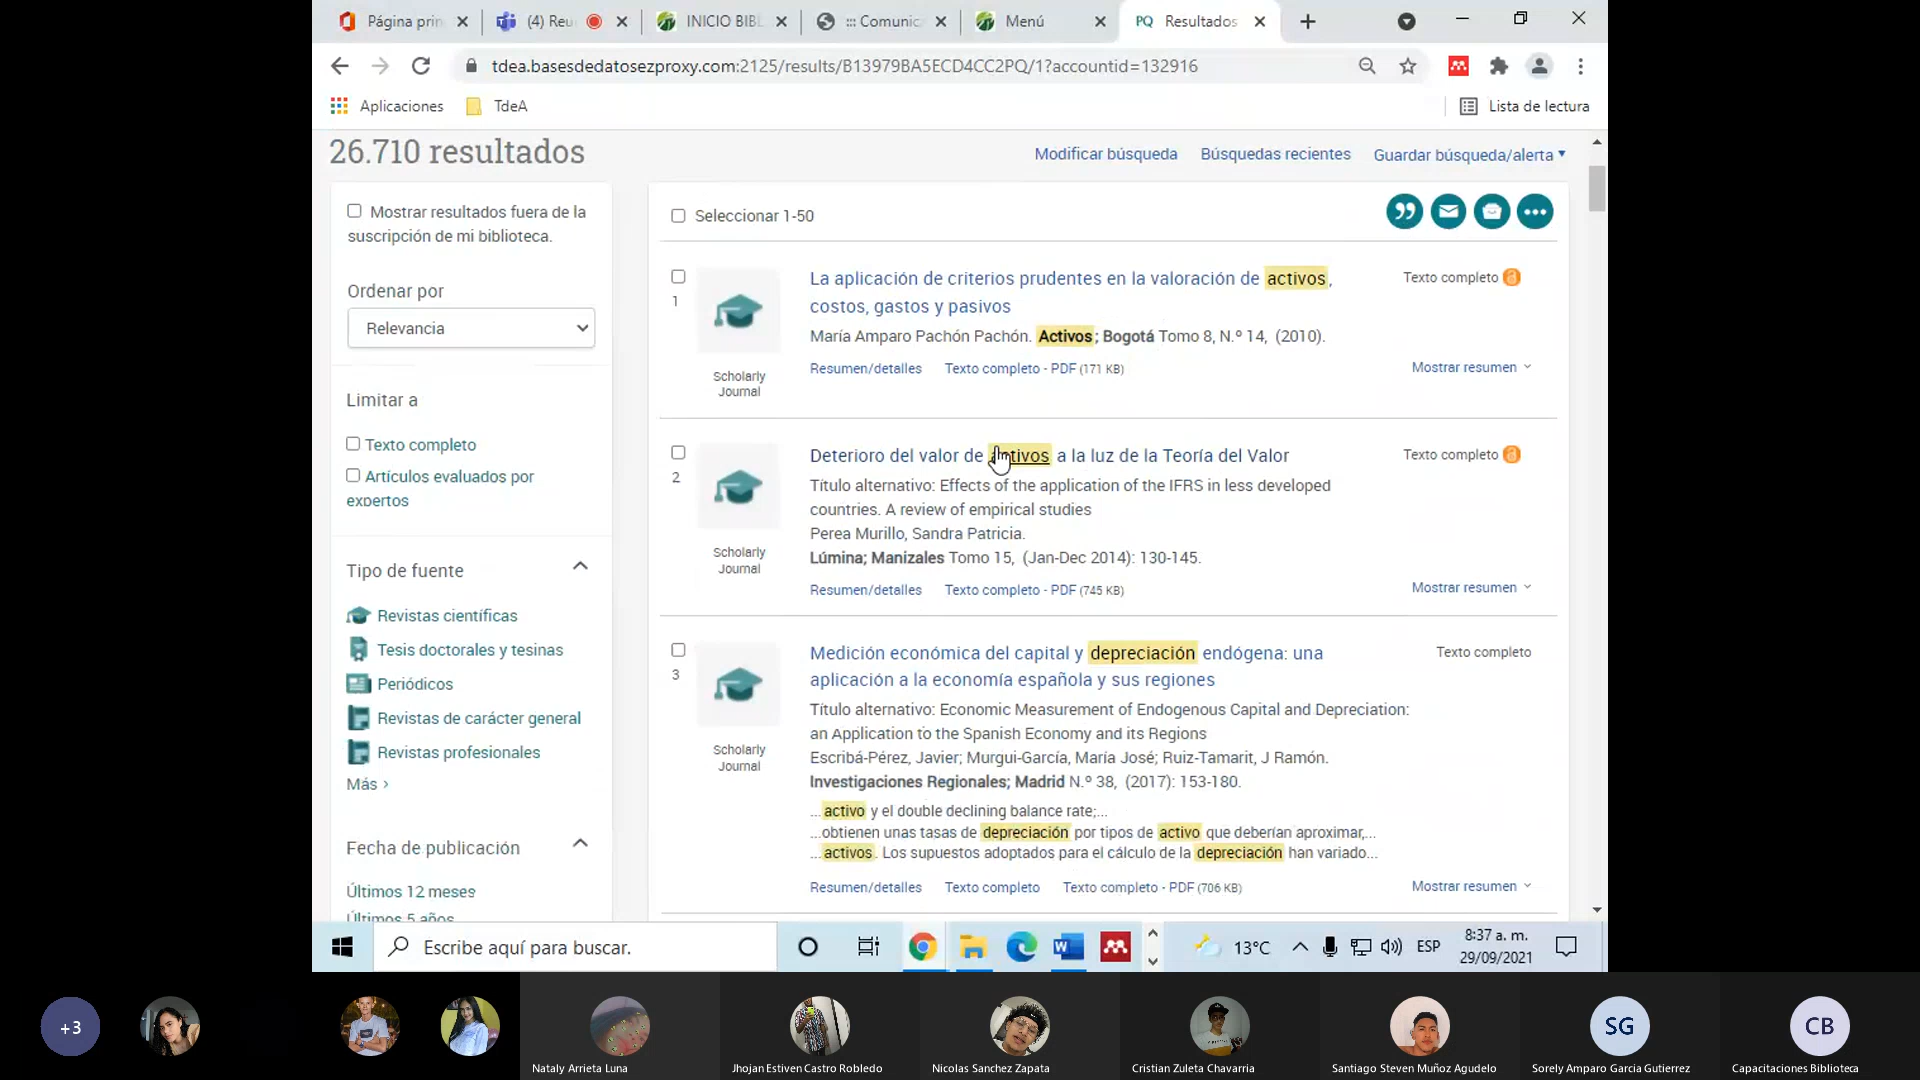 Página prin
(4) Reu
INICIO BIBL
::: Comunica
Menú
PQ Resultados
tdea.basesdedatosezproxy.com:2125/results/B13979BA5ECD4CC2PQ/1?accountid=132916
Aplicaciones
TdeA
Lista de lectura
26.710 resultados
Modificar búsqueda
Búsquedas recientes
Guardar búsqueda/alerta
Mostrar resultados fuera de la
suscripción de mi biblioteca.
Ordenar por
Relevancia
Limitar a
Texto completo
Artículos evaluados por
expertos
Tipo de fuente
Revistas científicas
Tesis doctorales y tesinas
Periódicos
Revistas de carácter general
Revistas profesionales
Más ›
Fecha de publicación
Últimos 12 meses
Últimos 5 años
Seleccionar 1-50
1
Scholarly
Journal
La aplicación de criterios prudentes en la valoración de activos,
costos, gastos y pasivos
Texto completo
María Amparo Pachón Pachón. Activos; Bogotá Tomo 8, N.º 14, (2010).
Resumen/detalles
Texto completo - PDF (171 KB)
Mostrar resumen
2
Scholarly
Journal
Deterioro del valor de activos a la luz de la Teoría del Valor
Texto completo
Título alternativo: Effects of the application of the IFRS in less developed
countries. A review of empirical studies
Perea Murillo, Sandra Patricia.
Lúmina; Manizales Tomo 15, (Jan-Dec 2014): 130-145.
Resumen/detalles
Texto completo - PDF (745 KB)
Mostrar resumen
3
Scholarly
Journal
Medición económica del capital y depreciación endógena: una
aplicación a la economía española y sus regiones
Texto completo
Título alternativo: Economic Measurement of Endogenous Capital and Depreciation:
an Application to the Spanish Economy and its Regions
Escribá-Pérez, Javier; Murgui-García, María José; Ruiz-Tamarit, J Ramón.
Investigaciones Regionales; Madrid N.º 38, (2017): 153-180.
...activo y el double declining balance rate;...
...obtienen unas tasas de depreciación por tipos de activo que deberían aproximar,...
...activos. Los supuestos adoptados para el cálculo de la depreciación han variado...
Resumen/detalles
Texto completo
Texto completo - PDF (706 KB)
Mostrar resumen
Escribe aquí para buscar.
13°C
ESP
8:37 a. m.
29/09/2021
+3
Nataly Arrieta Luna
Jhojan Estiven Castro Robledo
Nicolas Sanchez Zapata
Cristian Zuleta Chavarria
Santiago Steven Muñoz Agudelo
SG
Sorely Amparo Garcia Gutierrez
CB
Capacitaciones Biblioteca